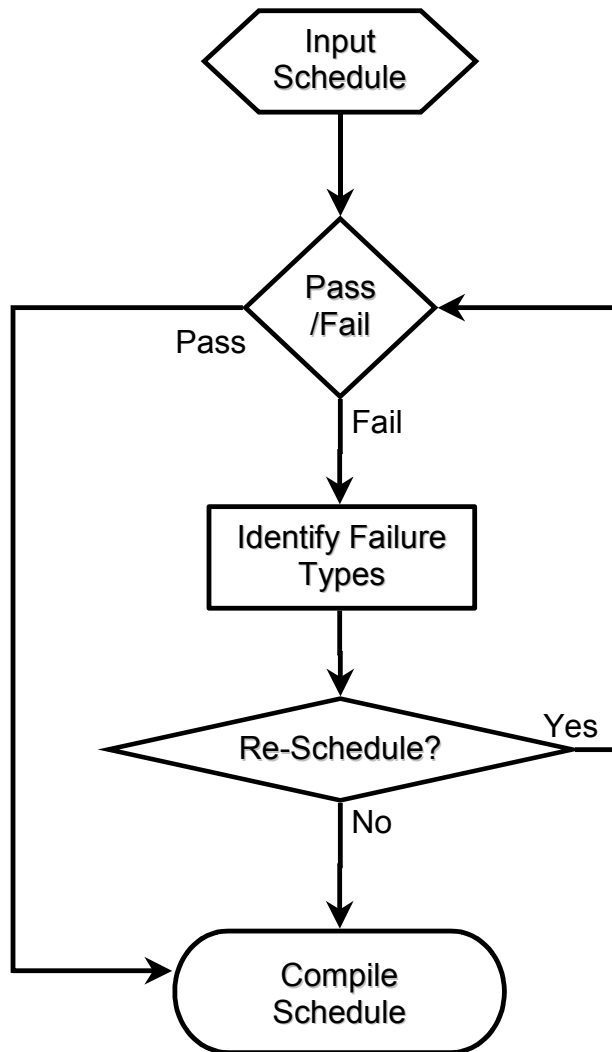 Input
Schedule
Pass
/Fail
Pass
Fail
Identify Failure
Types
Re-Schedule?
Yes
No
Compile
Schedule